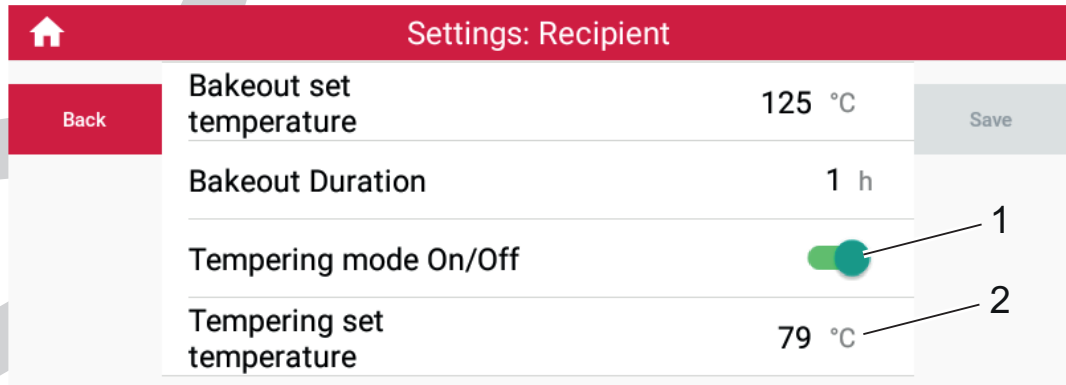 Settings: Recipient
Back
Save
Bakeout set
temperature
125 °C
Bakeout Duration
1 h
Tempering mode On/Off
1
Tempering set
temperature
79 °C
2